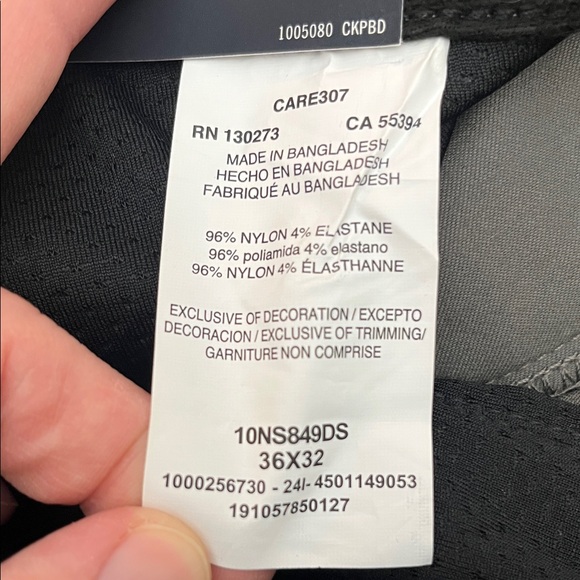 1005080 CKPBD
CARE307
RN 130273 CA 55394
MADE IN BANGLADESH
HECHO EN BANGLADESH
FABRIQUÉ AU BANGLADESH
96% NYLON 4% ELASTANE
96% poliamida 4% elastano
96% NYLON 4% ÉLASTHANNE
EXCLUSIVE OF DECORATION/EXCEPTO
DECORACION/EXCLUSIVE OF TRIMMING/
GARNITURE NON COMPRISE
10NS849DS
36X32
1000256730 - 24I- 4501149053
191057850127